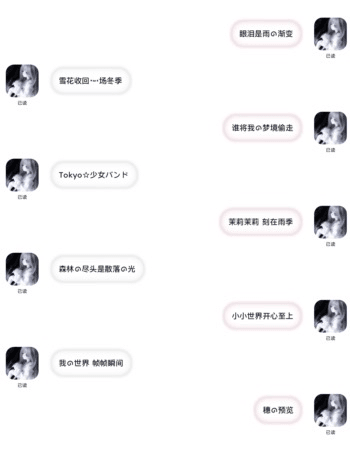 眼泪是雨の渐变
已读
雪花收回一场冬季
已读
谁将我の梦境偷走
已读
Tokyo☆少女バンド
已读
茉莉茉莉 刻在雨季
已读
森林の尽头是散落の光
已读
小小世界开心至上
已读
我の世界 帧帧瞬间
已读
穗の预览
已读